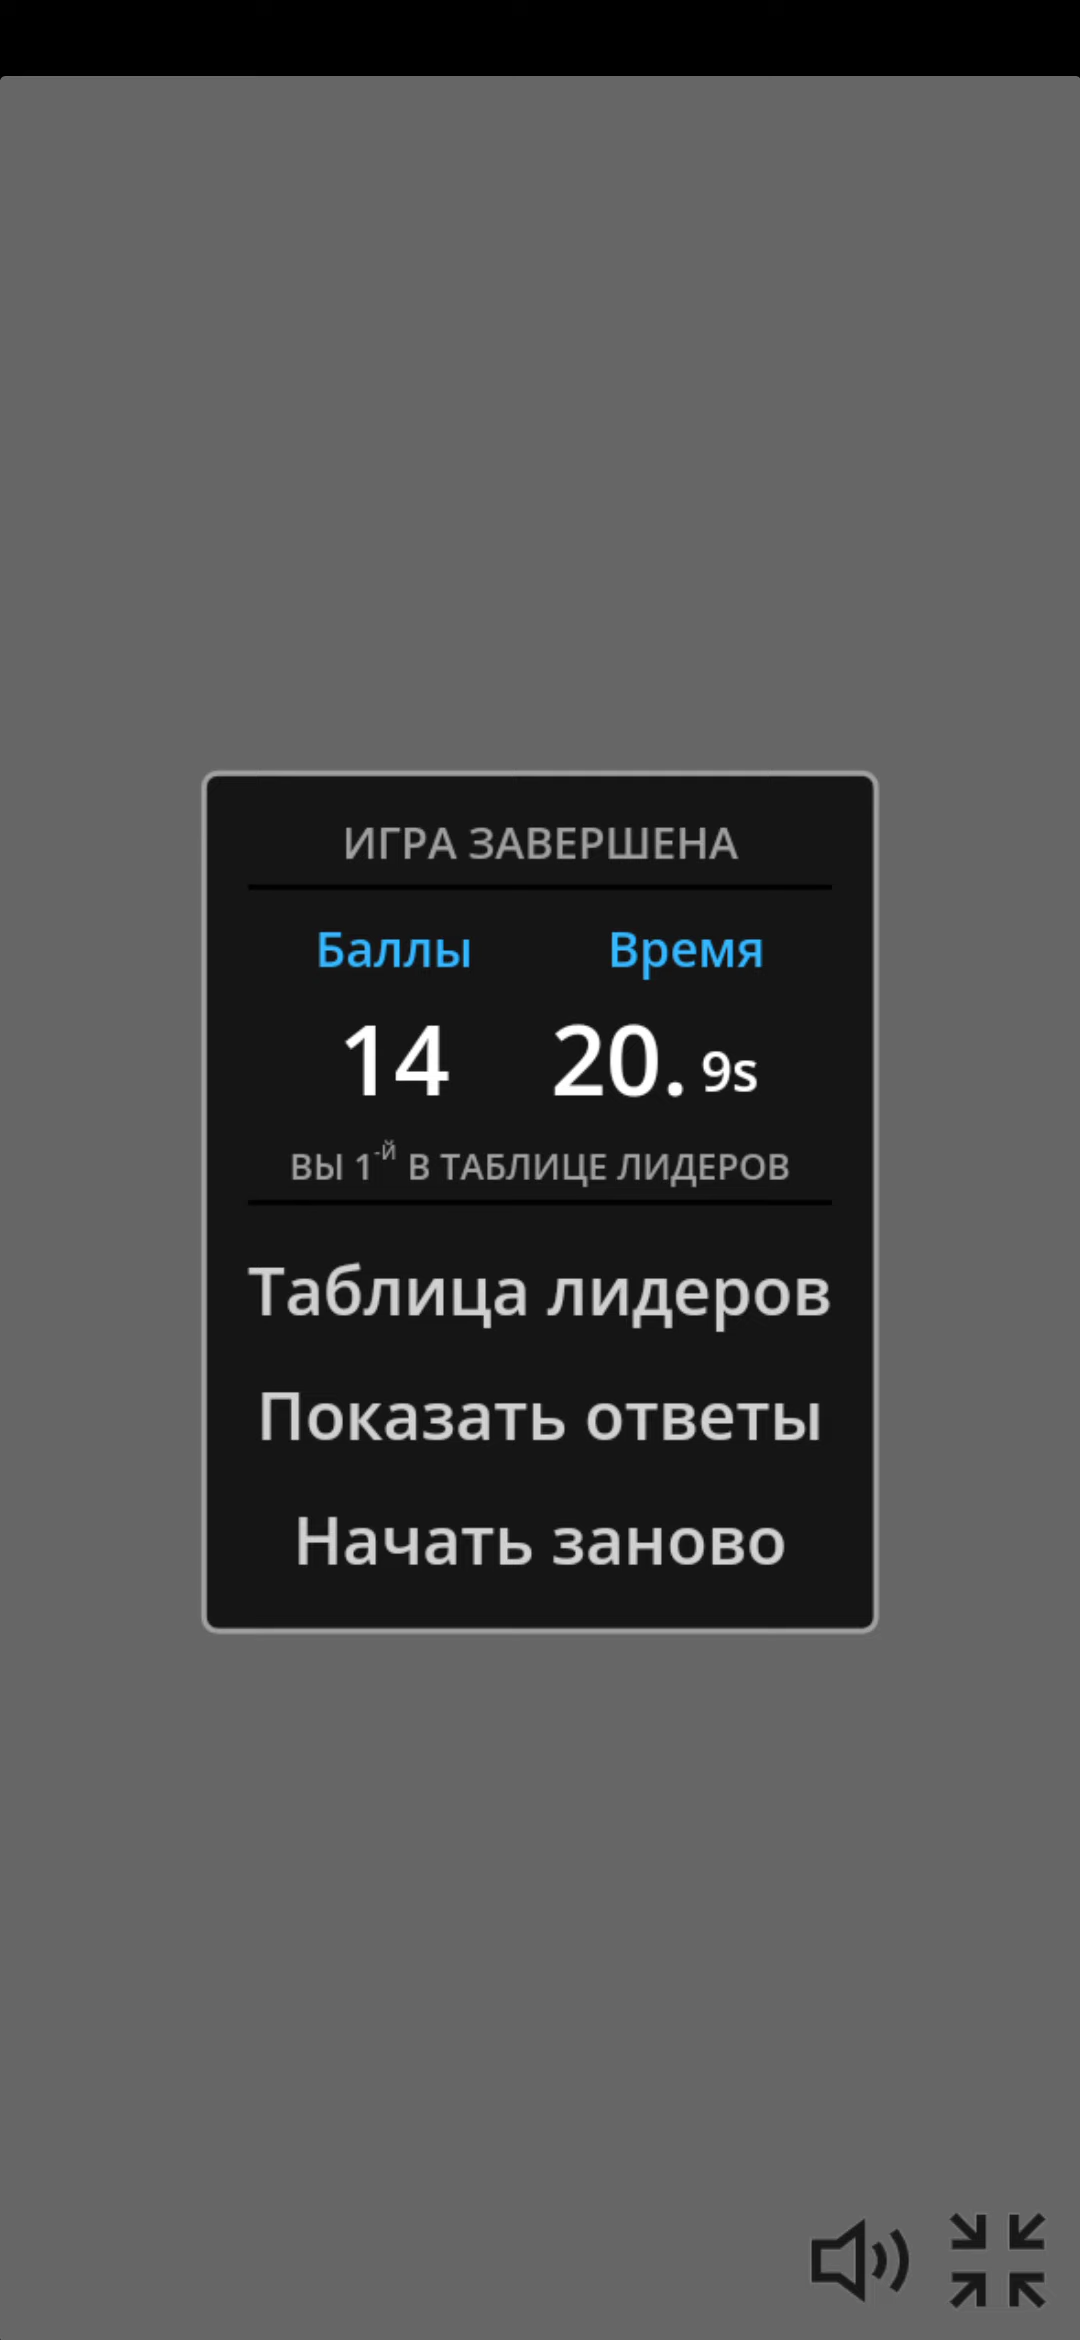 ИГРА ЗАВЕРШЕНА
Баллы Время
14 20.9s
ВЫ 1-Й В ТАБЛИЦЕ ЛИДЕРОВ
Таблица лидеров
Показать ответы
Начать заново